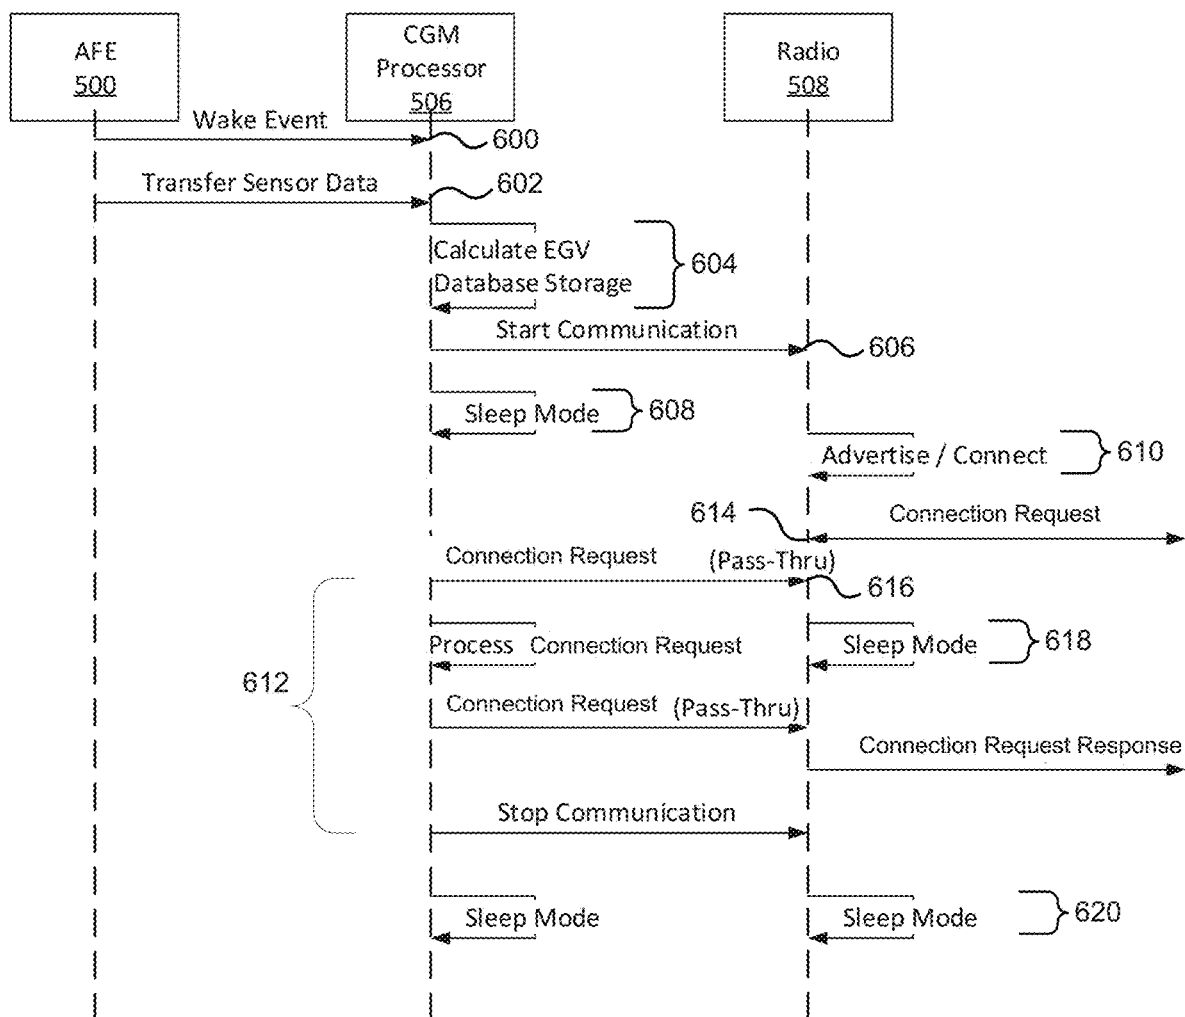 AFE
500
CGM
Processor
506
Radio
508
Wake Event
600
Transfer Sensor Data
602
Calculate EGV
Database Storage
604
Start Communication
606
Sleep Mode
608
Advertise / Connect
610
614
Connection Request
Connection Request (Pass-Thru)
616
Process Connection Request
Sleep Mode
618
612
Connection Request (Pass-Thru)
Connection Request Response
Stop Communication
Sleep Mode
Sleep Mode
620